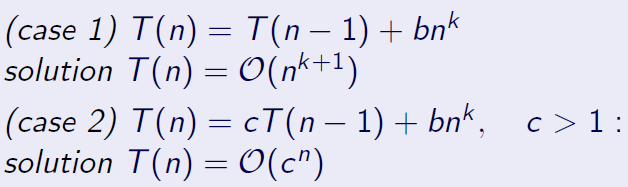 (case 1) T(n) = T(n − 1) + bn^k
solution T(n) = 𝒪(n^{k+1})
(case 2) T(n) = cT(n − 1) + bn^k, c > 1 :
solution T(n) = 𝒪(c^n)